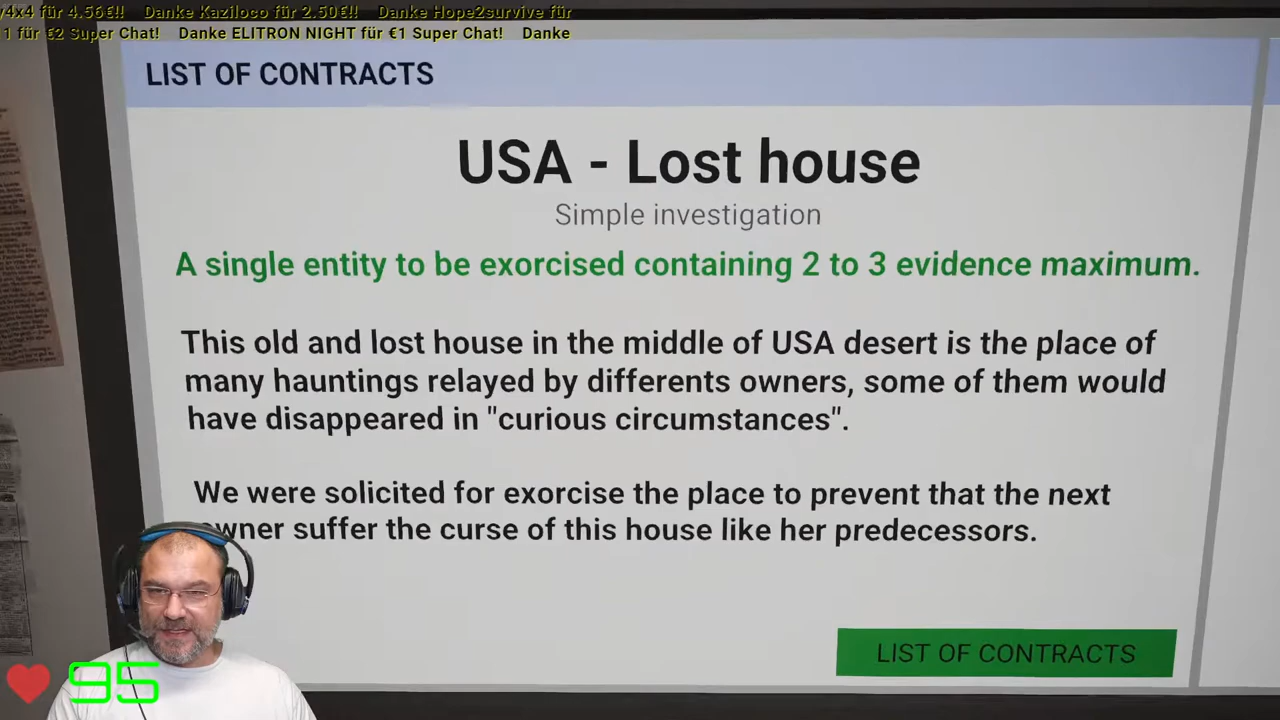 y4x4 für 4.56€!! Danke Kaziloco für 2.50€!! Danke Hope2survive für
1 für €2 Super Chat! Danke ELITRON NIGHT für €1 Super Chat! Danke
LIST OF CONTRACTS
USA - Lost house
Simple investigation
A single entity to be exorcised containing 2 to 3 evidence maximum.
This old and lost house in the middle of USA desert is the place of
many hauntings relayed by differents owners, some of them would
have disappeared in "curious circumstances".
We were solicited for exorcise the place to prevent that the next
owner suffer the curse of this house like her predecessors.
LIST OF CONTRACTS
95